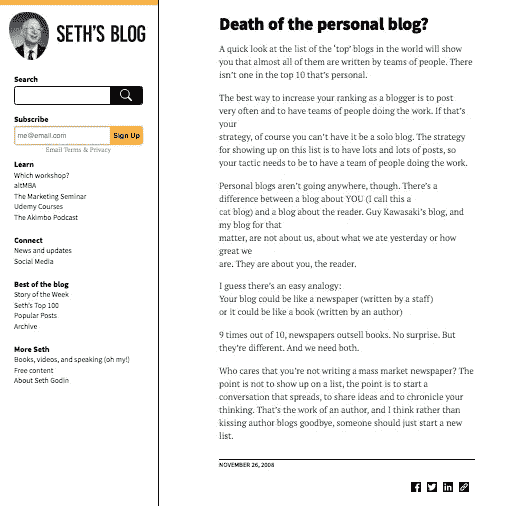 SETH'S BLOG
Search
Subscribe
me@email.com
Sign Up
Email Terms & Privacy
Learn
Which workshop?
altMBA
The Marketing Seminar
Udemy Courses
The Akimbo Podcast
Connect
News and updates
Social Media
Best of the blog
Story of the Week
Seth's Top 100
Popular Posts
Archive
More Seth
Books, videos, and speaking (oh my!)
Free content
About Seth Godin
Death of the personal blog?
A quick look at the list of the 'top' blogs in the world will show
you that almost all of them are written by teams of people. There
isn't one in the top 10 that's personal.
The best way to increase your ranking as a blogger is to post
very often and to have teams of people doing the work. If that's
your
strategy, of course you can't have it be a solo blog. The strategy
for showing up on this list is to have lots and lots of posts, so
your tactic needs to be to have a team of people doing the work.
Personal blogs aren't going anywhere, though. There's a
difference between a blog about YOU (I call this a
cat blog) and a blog about the reader. Guy Kawasaki's blog, and
my blog for that
matter, are not about us, about what we ate yesterday or how
great we
are. They are about you, the reader.
I guess there's an easy analogy:
Your blog could be like a newspaper (written by a staff)
or it could be like a book (written by an author)
9 times out of 10, newspapers outsell books. No surprise. But
they're different. And we need both.
Who cares that you're not writing a mass market newspaper? The
point is not to show up on a list, the point is to start a
conversation that spreads, to share ideas and to chronicle your
thinking. That's the work of an author, and I think rather than
kissing author blogs goodbye, someone should just start a new
list.
NOVEMBER 26, 2008